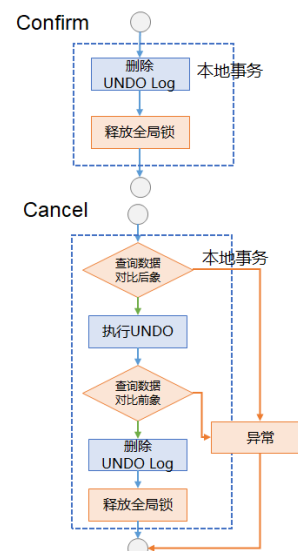 Confirm
删除
UNDO Log
本地事务
释放全局锁
Cancel
本地事务
查询数据
对比后象
执行UNDO
查询数据
对比前象
异常
删除
UNDO Log
释放全局锁